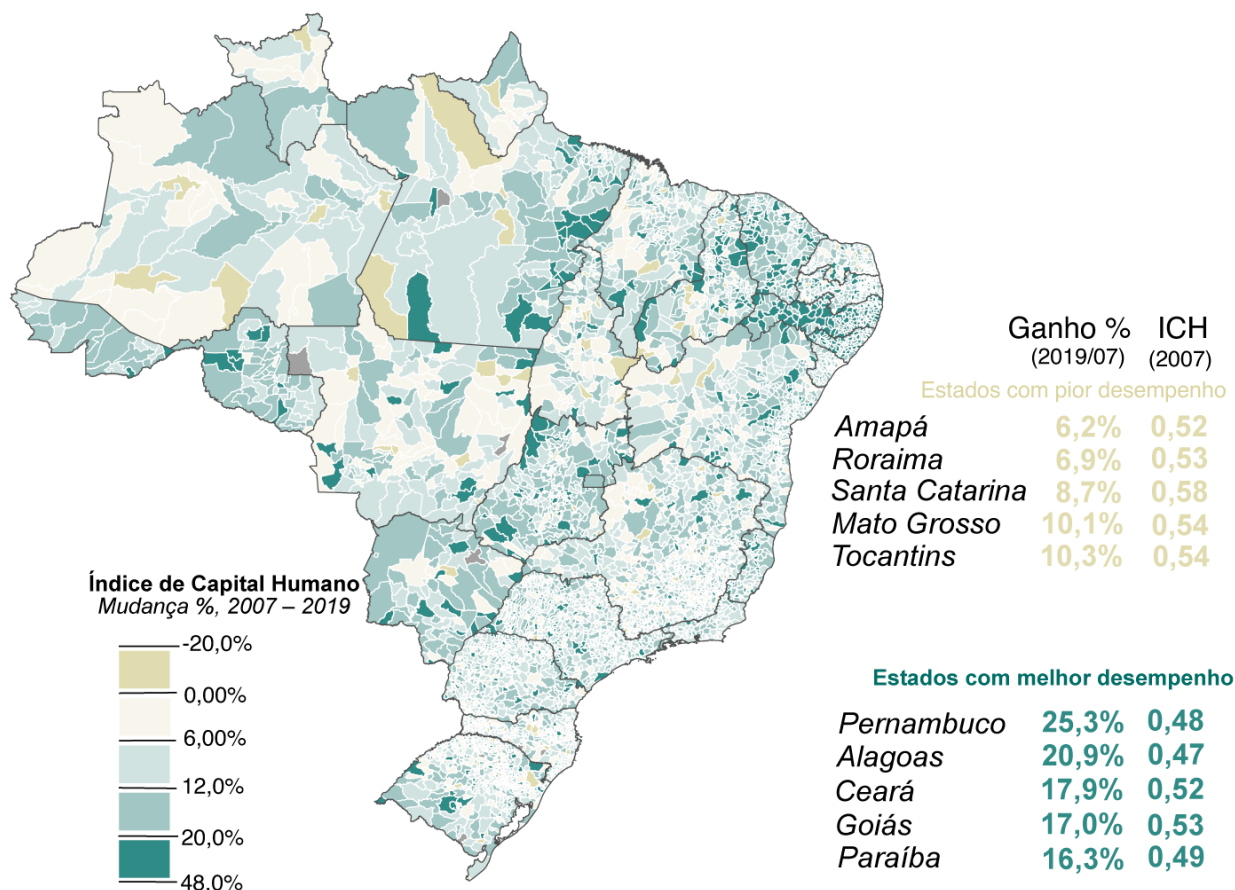 Ganho % ICH
(2019/07) (2007)
Estados com pior desempenho
Amapá 6,2% 0,52
Roraima 6,9% 0,53
Santa Catarina 8,7% 0,58
Mato Grosso 10,1% 0,54
Tocantins 10,3% 0,54
Índice de Capital Humano
Mudança %, 2007 – 2019
-20,0%
0,00%
6,00%
12,0%
20,0%
48,0%
Estados com melhor desempenho
Pernambuco 25,3% 0,48
Alagoas 20,9% 0,47
Ceará 17,9% 0,52
Goiás 17,0% 0,53
Paraíba 16,3% 0,49